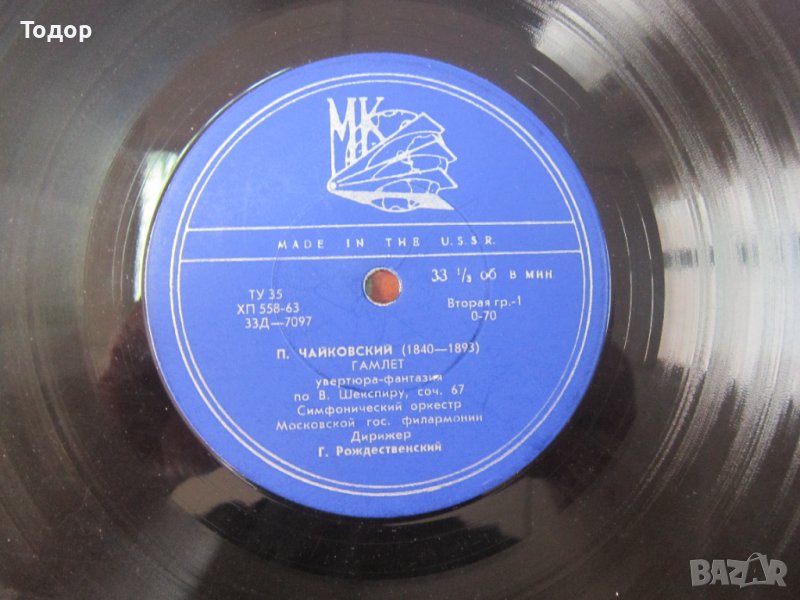 Тодор
МК
MADE IN THE U.S.S.R.
ТУ 35
ХП 558-63
33Д—7097
33 1/3 об в мин
Вторая гр.-1
0-70
П. ЧАЙКОВСКИЙ (1840—1893)
ГАМЛЕТ
увертюра-фантазия
по В. Шекспиру, соч. 67
Симфонический оркестр
Московской гос. филармонии
Дирижер
Г. Рождественский
BAZAR